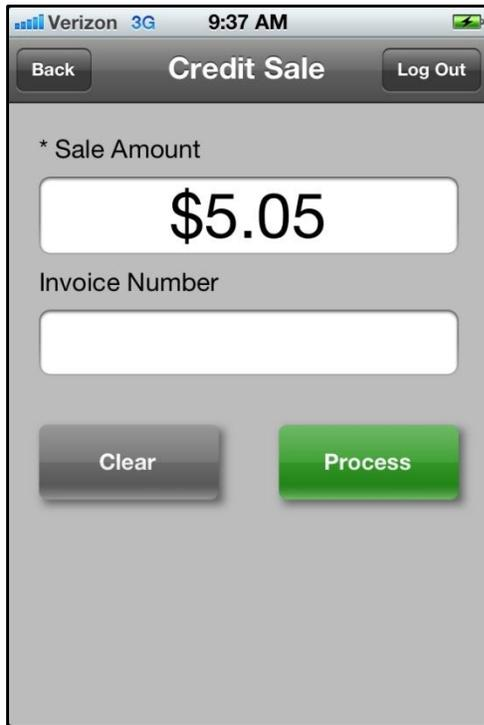 Verizon 3G 9:37 AM
Back Credit Sale Log Out
* Sale Amount
$5.05
Invoice Number
Clear Process